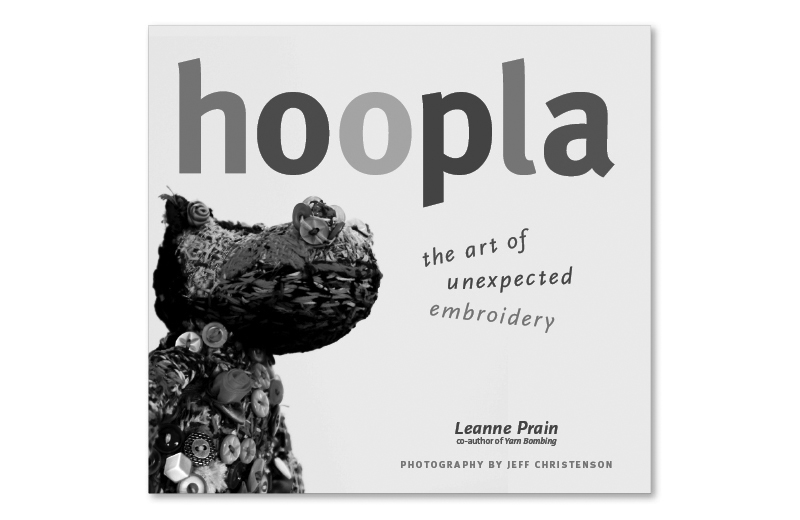 hoopla
the art of
unexpected
embroidery
Leanne Prain
co-author of Yarn Bombing
PHOTOGRAPHY BY JEFF CHRISTENSON